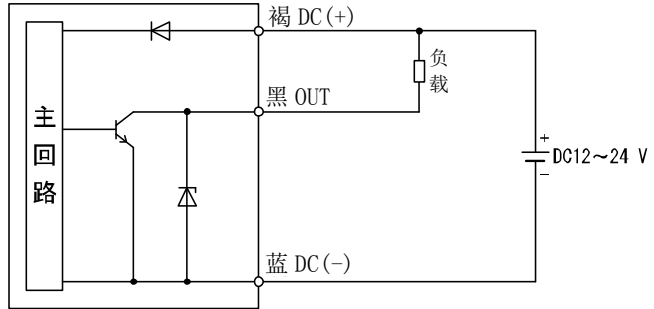 褐 DC(+)
负载
黑 OUT
主回路
+
DC12～24 V
−
蓝 DC(-)